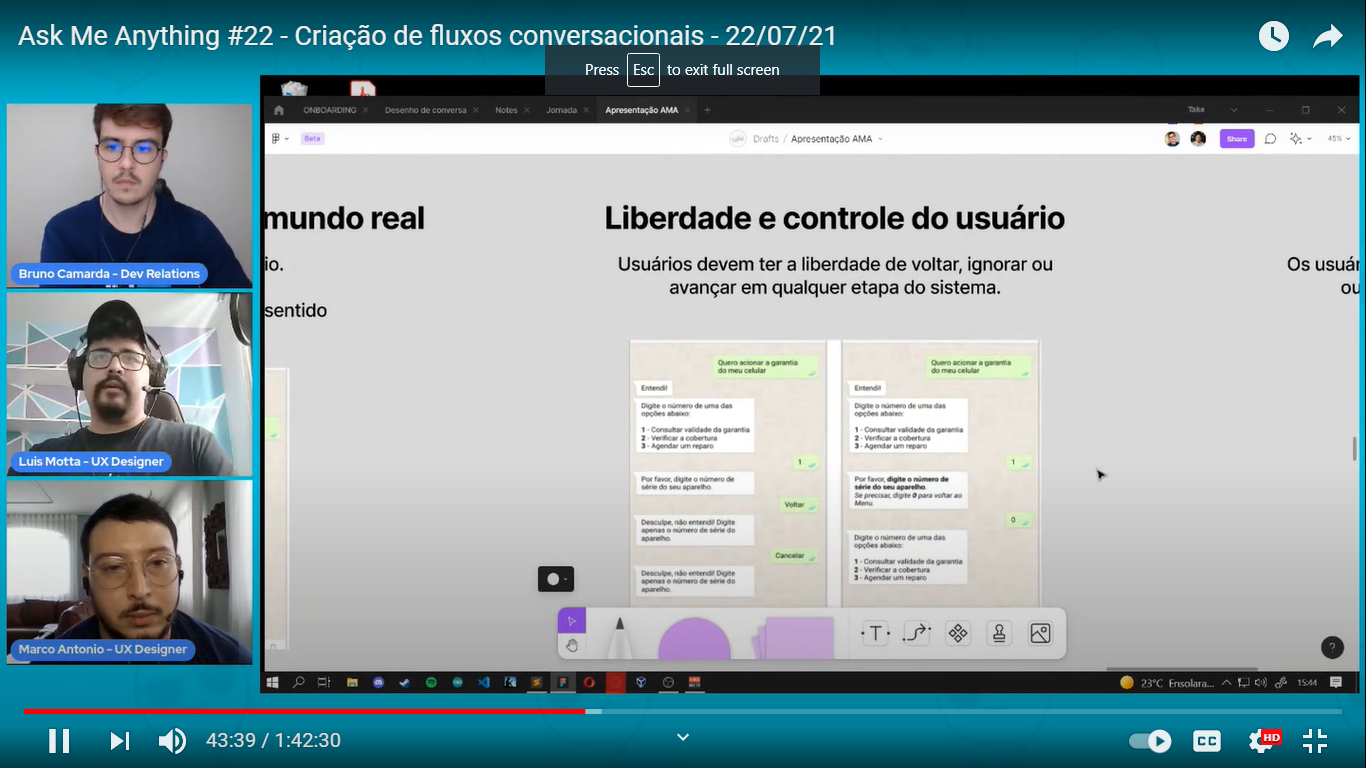 Ask Me Anything #22 - Criação de fluxos conversacionais - 22/07/21
Press Esc to exit full screen
ONBOARDING
Desenho de conversa
Notes
Jornada
Apresentação AMA
Take
Beta
Drafts / Apresentação AMA
Share
45%
mundo real
io.
sentido
Liberdade e controle do usuário
Usuários devem ter a liberdade de voltar, ignorar ou
avançar em qualquer etapa do sistema.
Os usuár
ou
Quero acionar a garantia
do meu celular
Entendi!
Digite o número de uma das
opções abaixo:
1 - Consultar validade da garantia
2 - Verificar a cobertura
3 - Agendar um reparo
1
Por favor, digite o número de
série do seu aparelho.
Voltar
Desculpe, não entendi! Digite
apenas o número de série do
aparelho.
Cancelar
Desculpe, não entendi! Digite
apenas o número de série do
aparelho.
Quero acionar a garantia
do meu celular
Entendi!
Digite o número de uma das
opções abaixo:
1 - Consultar validade da garantia
2 - Verificar a cobertura
3 - Agendar um reparo
1
Por favor, digite o número de
série do seu aparelho.
Se precisar, digite 0 para voltar ao
Menu.
0
Digite o número de uma das
opções abaixo:
1 - Consultar validade da garantia
2 - Verificar a cobertura
3 - Agendar um reparo
Bruno Camarda - Dev Relations
Luis Motta - UX Designer
Marco Antonio - UX Designer
T
?
23°C Ensolara...
15:44
43:39 / 1:42:30
CC
HD